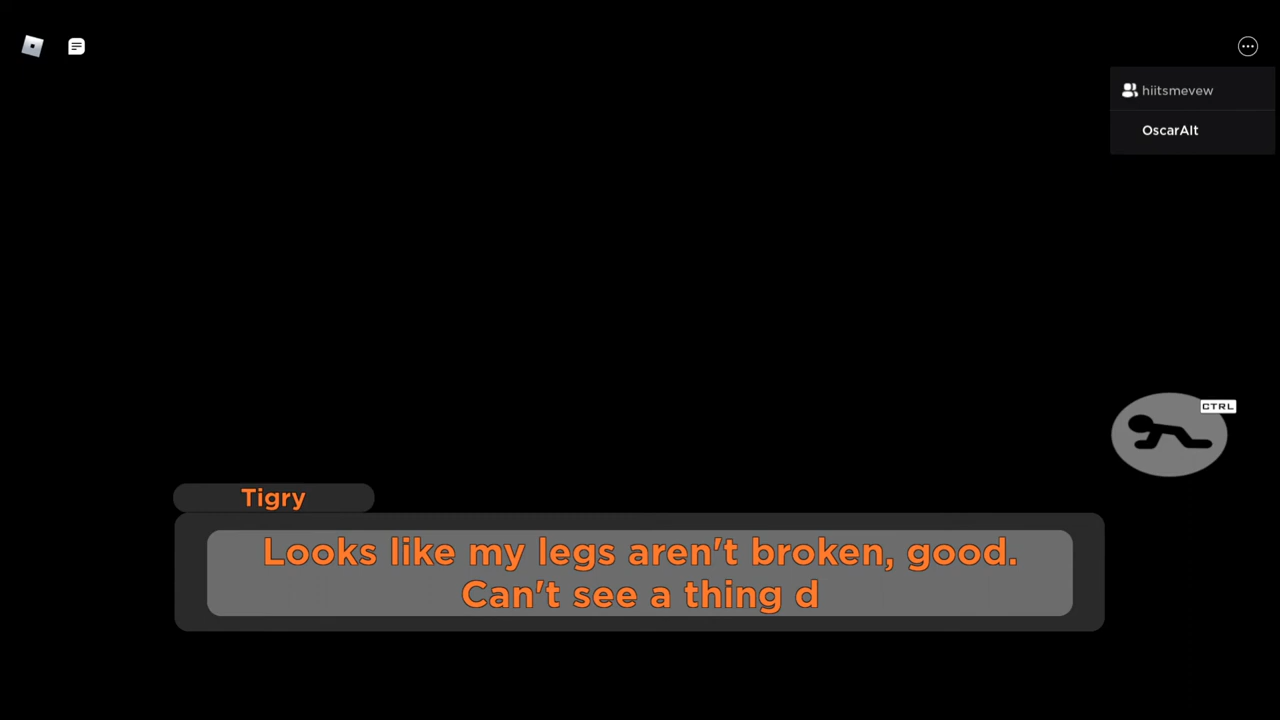 hiitsmevew
OscarAlt
CTRL
Tigry
Looks like my legs aren't broken, good.
Can't see a thing d